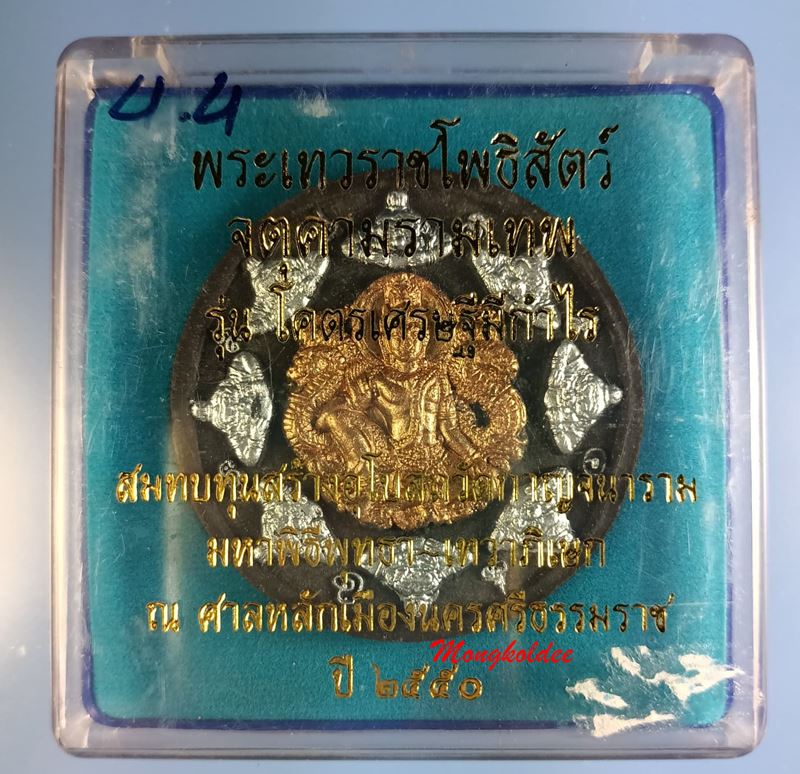 พระเทวราชโพธิสัตว์
จตุคามรามเทพ
รุ่น โคตรเศรษฐีมีกำไร
สมทบทุนสร้างอุโบสถวัดกาญจนาราม
มหาพิธีพุทธา-เทวาภิเษก
ณ ศาลหลักเมืองนครศรีธรรมราช
Mongkoldee
ปี ๒๕๕๐